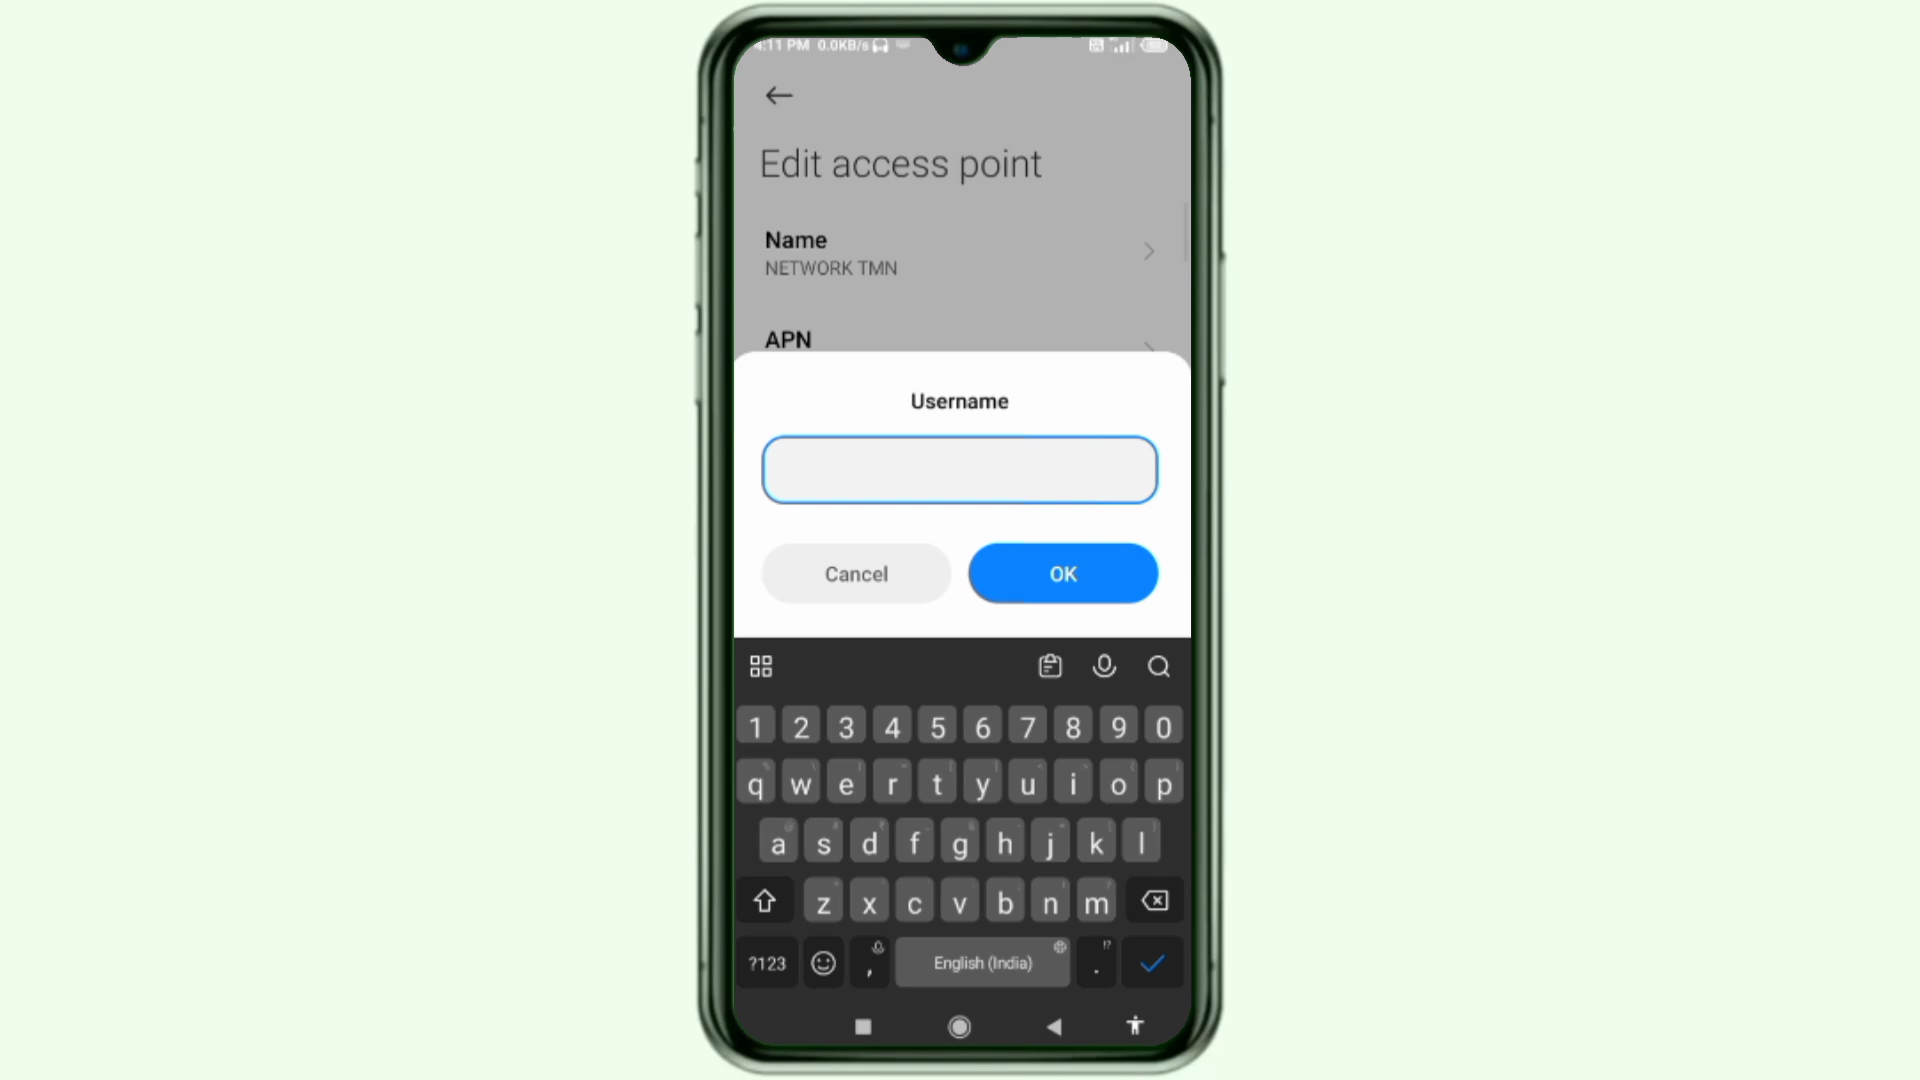 4:11 PM 0.0KB/s
Edit access point
Name
NETWORK TMN
APN
Username
Cancel OK
1 2 3 4 5 6 7 8 9 0
q w e r t y u i o p
a s d f g h j k l
z x c v b n m
?123 , English (India) . !?